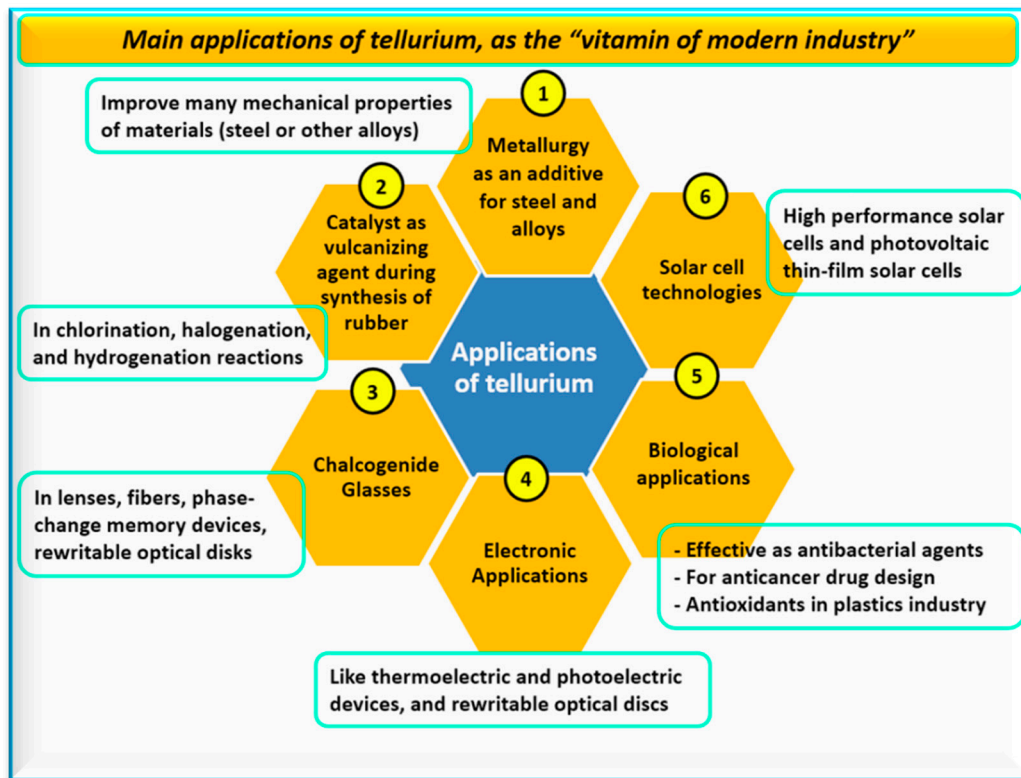 Main applications of tellurium, as the “vitamin of modern industry”
1
Metallurgy
as an additive
for steel and
alloys
Improve many mechanical properties
of materials (steel or other alloys)
2
Catalyst as
vulcanizing
agent during
synthesis of
rubber
In chlorination, halogenation,
and hydrogenation reactions
3
Chalcogenide
Glasses
In lenses, fibers, phase-
change memory devices,
rewritable optical disks
4
Electronic
Applications
Like thermoelectric and photoelectric
devices, and rewritable optical discs
5
Biological
applications
- Effective as antibacterial agents
- For anticancer drug design
- Antioxidants in plastics industry
6
Solar cell
technologies
High performance solar
cells and photovoltaic
thin-film solar cells
Applications
of tellurium